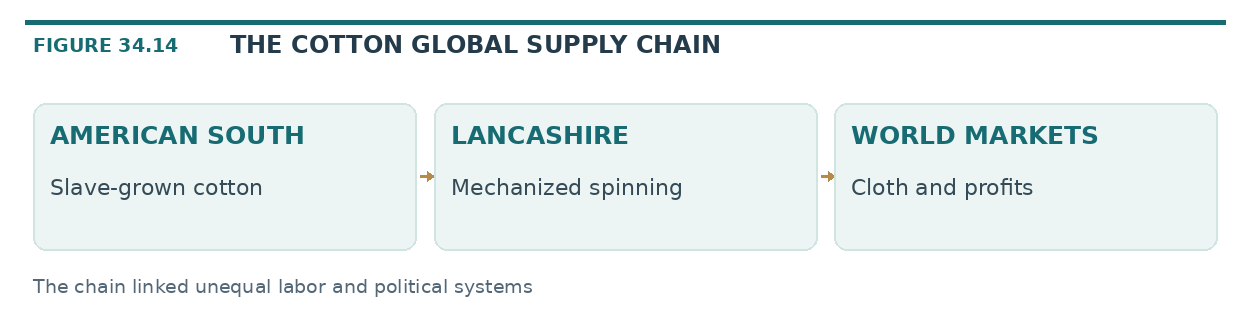 FIGURE 34.14 THE COTTON GLOBAL SUPPLY CHAIN
AMERICAN SOUTH
Slave-grown cotton
LANCASHIRE
Mechanized spinning
WORLD MARKETS
Cloth and profits
The chain linked unequal labor and political systems